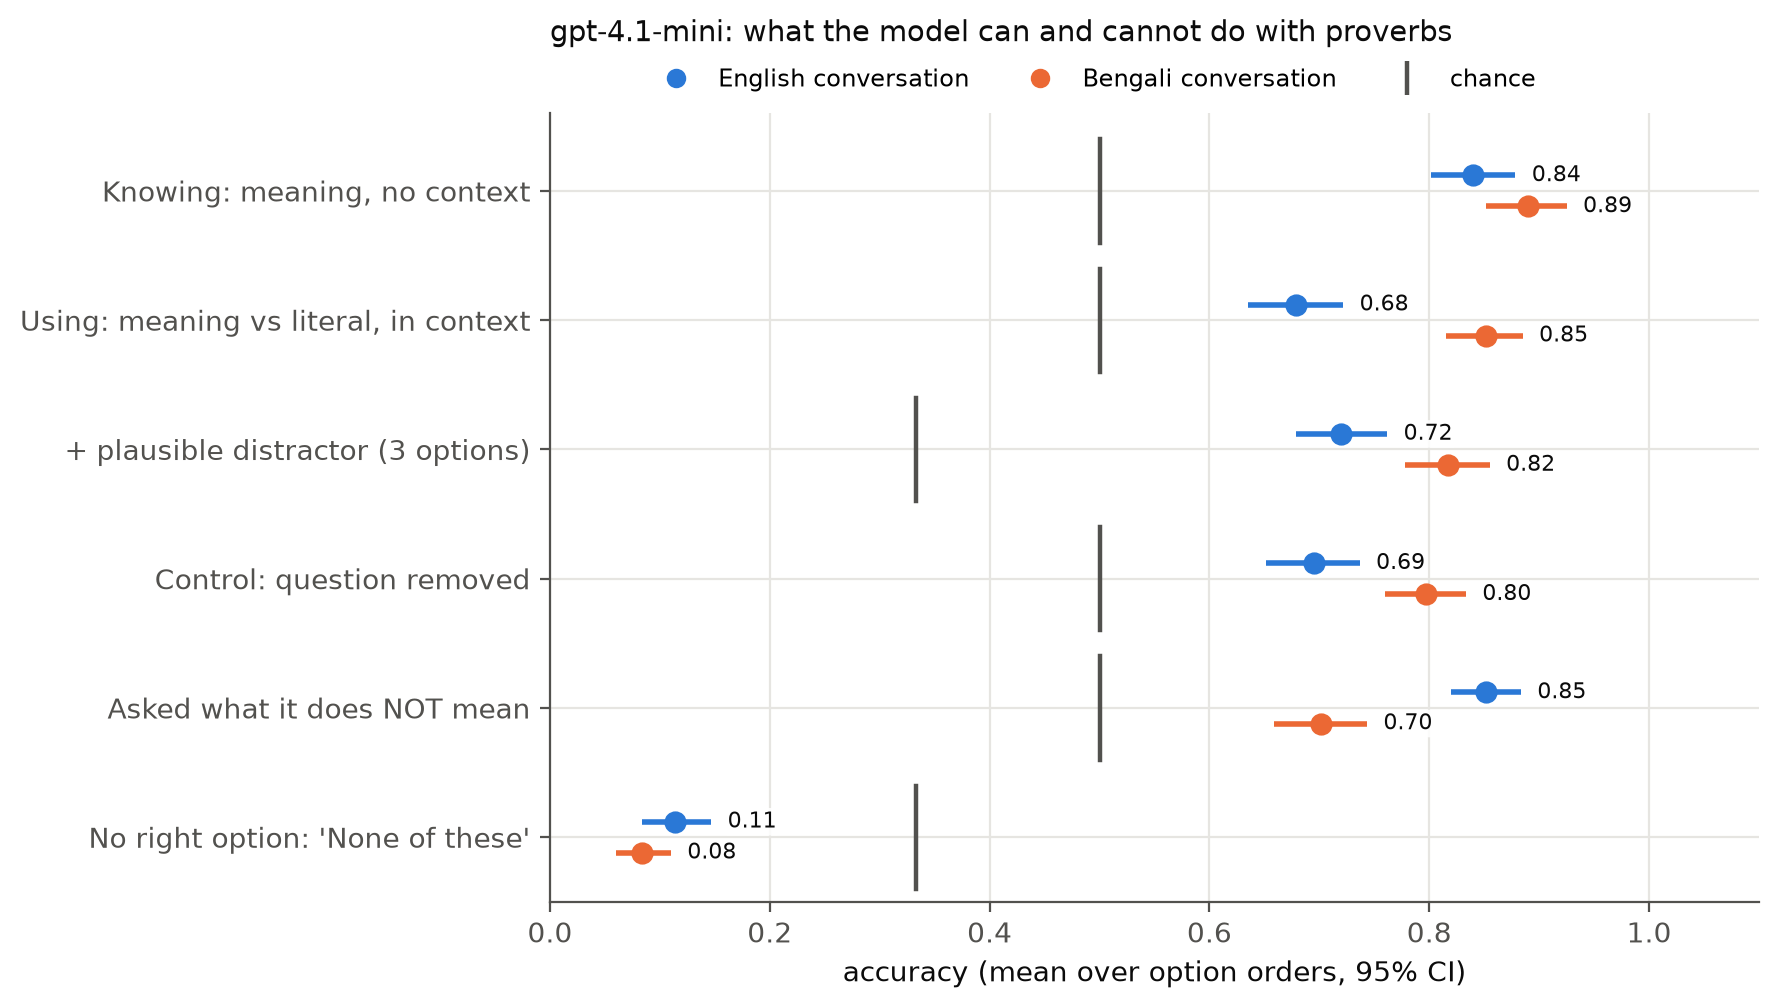 gpt-4.1-mini: what the model can and cannot do with proverbs
English conversation Bengali conversation chance
Knowing: meaning, no context
0.84
0.89
Using: meaning vs literal, in context
0.68
0.85
+ plausible distractor (3 options)
0.72
0.82
Control: question removed
0.69
0.80
Asked what it does NOT mean
0.85
0.70
No right option: 'None of these'
0.11
0.08
0.0 0.2 0.4 0.6 0.8 1.0
accuracy (mean over option orders, 95% CI)